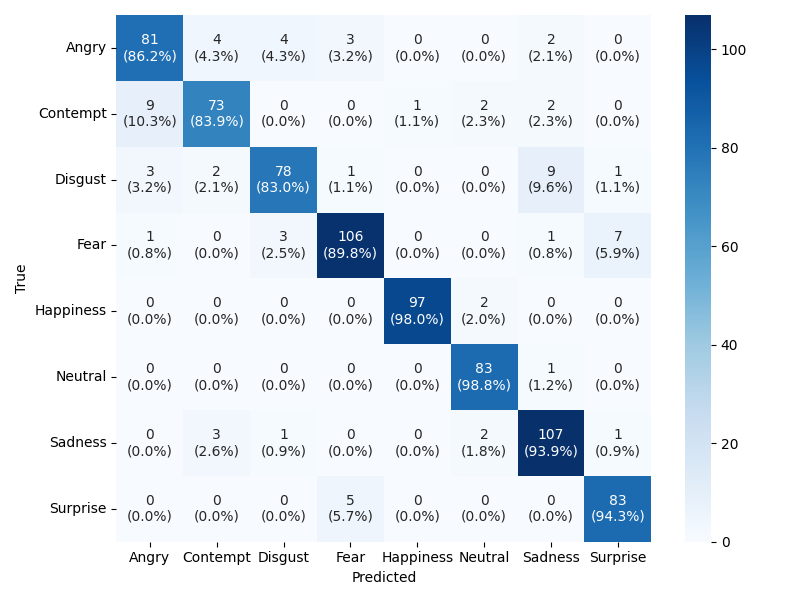 Angry 81 4 4 3 0 0 2 0
(86.2%) (4.3%) (4.3%) (3.2%) (0.0%) (0.0%) (2.1%) (0.0%)
Contempt 9 73 0 0 1 2 2 0
(10.3%) (83.9%) (0.0%) (0.0%) (1.1%) (2.3%) (2.3%) (0.0%)
Disgust 3 2 78 1 0 0 9 1
(3.2%) (2.1%) (83.0%) (1.1%) (0.0%) (0.0%) (9.6%) (1.1%)
Fear 1 0 3 106 0 0 1 7
(0.8%) (0.0%) (2.5%) (89.8%) (0.0%) (0.0%) (0.8%) (5.9%)
Happiness 0 0 0 0 97 2 0 0
(0.0%) (0.0%) (0.0%) (0.0%) (98.0%) (2.0%) (0.0%) (0.0%)
Neutral 0 0 0 0 0 83 1 0
(0.0%) (0.0%) (0.0%) (0.0%) (0.0%) (98.8%) (1.2%) (0.0%)
Sadness 0 3 1 0 0 2 107 1
(0.0%) (2.6%) (0.9%) (0.0%) (0.0%) (1.8%) (93.9%) (0.9%)
Surprise 0 0 0 5 0 0 0 83
(0.0%) (0.0%) (0.0%) (5.7%) (0.0%) (0.0%) (0.0%) (94.3%)
Angry Contempt Disgust Fear Happiness Neutral Sadness Surprise
Predicted
True
100
80
60
40
20
0